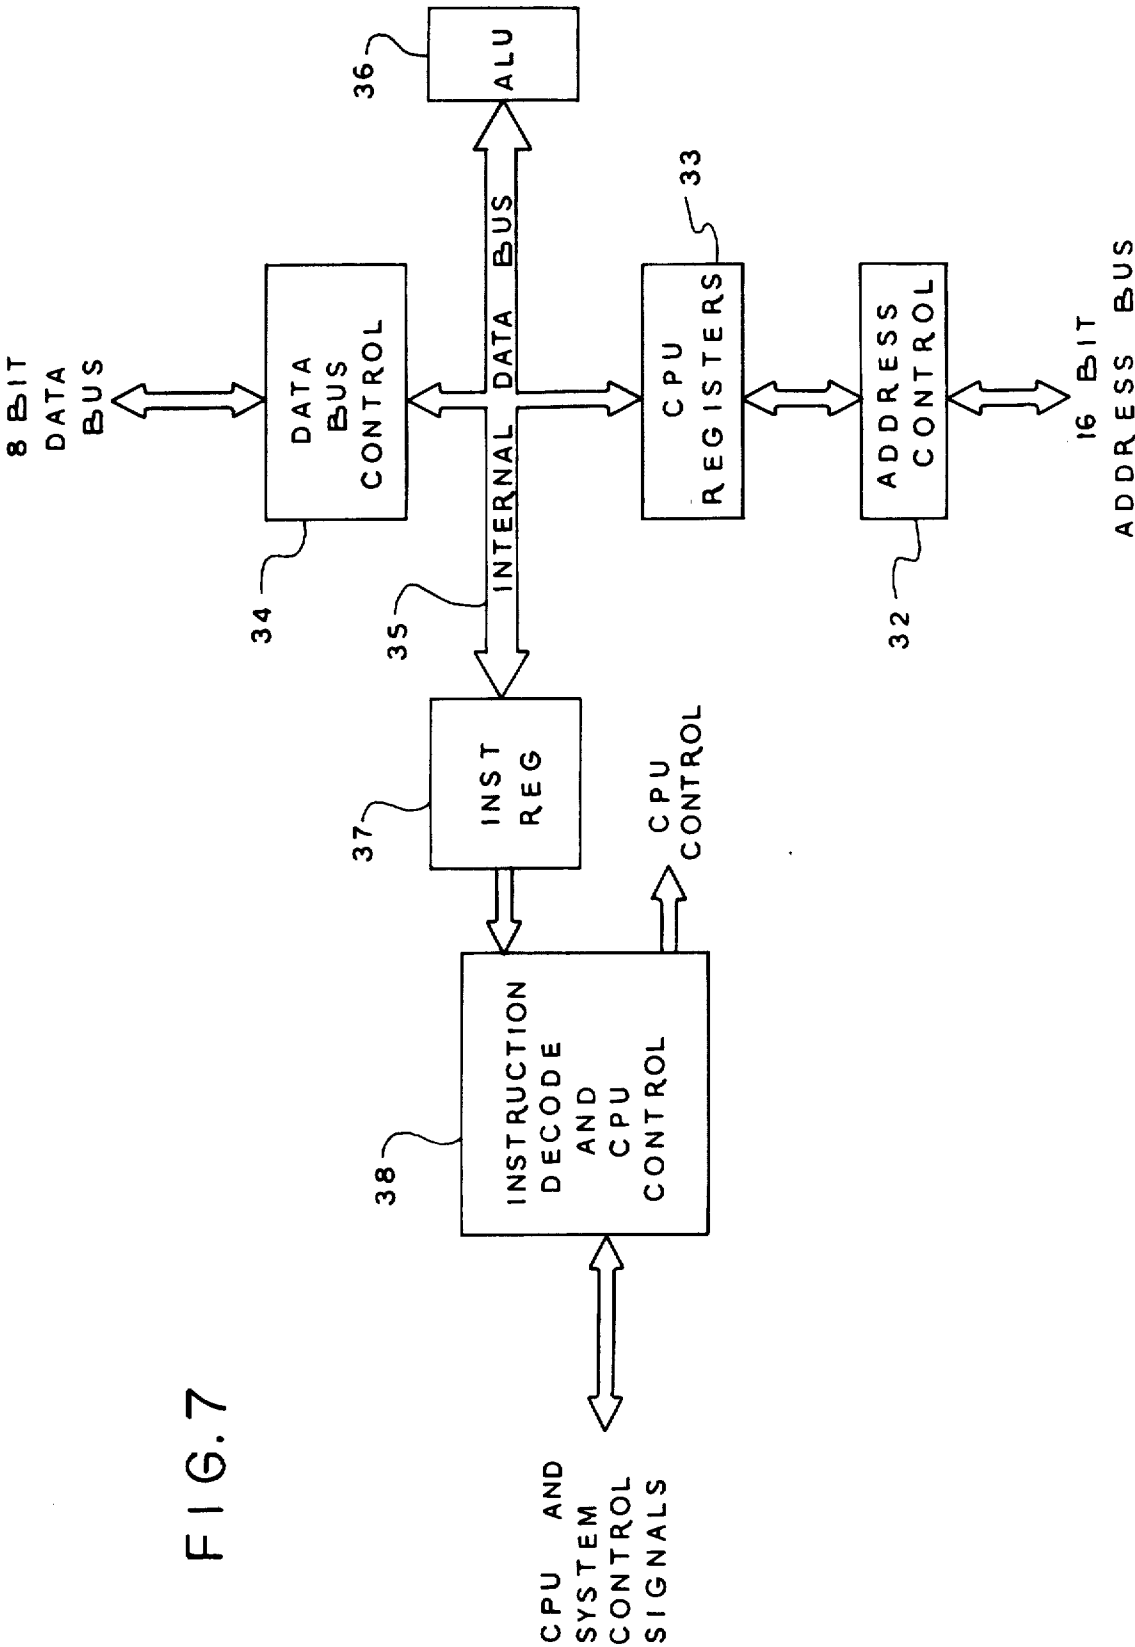 FIG. 7
8 BIT
DATA
BUS
34
DATA
BUS
CONTROL
36
ALU
35
INTERNAL DATA BUS
37
INST
REG
38
INSTRUCTION
DECODE
AND
CPU
CONTROL
CPU
CONTROL
CPU AND
SYSTEM
CONTROL
SIGNALS
33
CPU
REGISTERS
32
ADDRESS
CONTROL
16 BIT
ADDRESS BUS